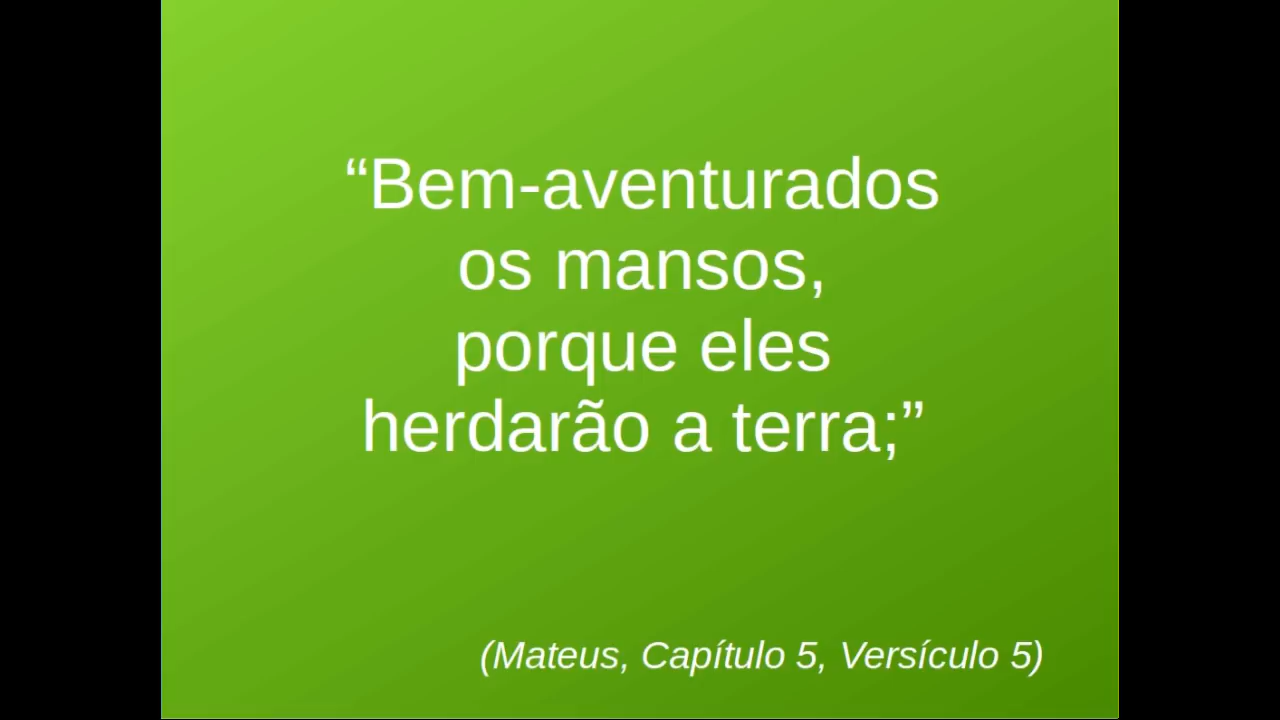 “Bem-aventurados
os mansos,
porque eles
herdarão a terra;”
(Mateus, Capítulo 5, Versículo 5)